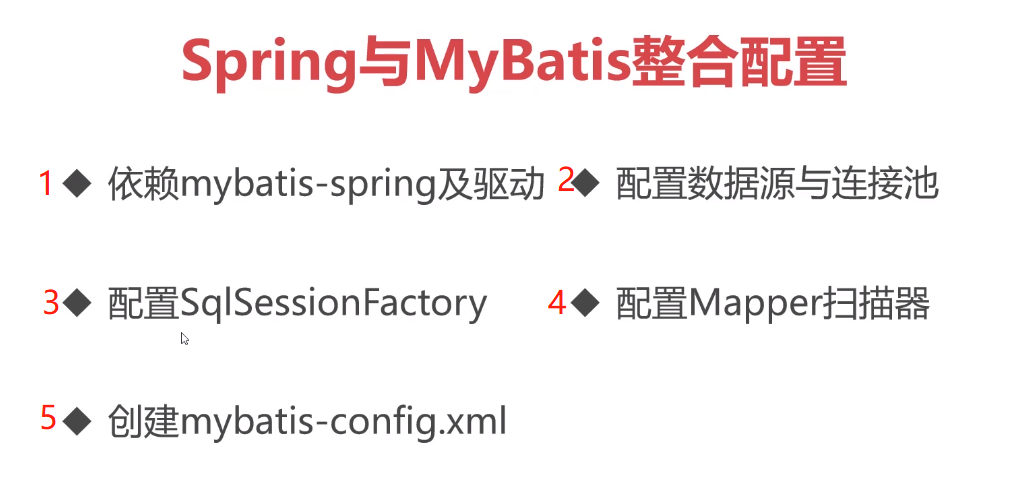 Spring与MyBatis整合配置
1◆ 依赖mybatis-spring及驱动 2◆ 配置数据源与连接池
3◆ 配置SqlSessionFactory 4◆ 配置Mapper扫描器
5◆ 创建mybatis-config.xml